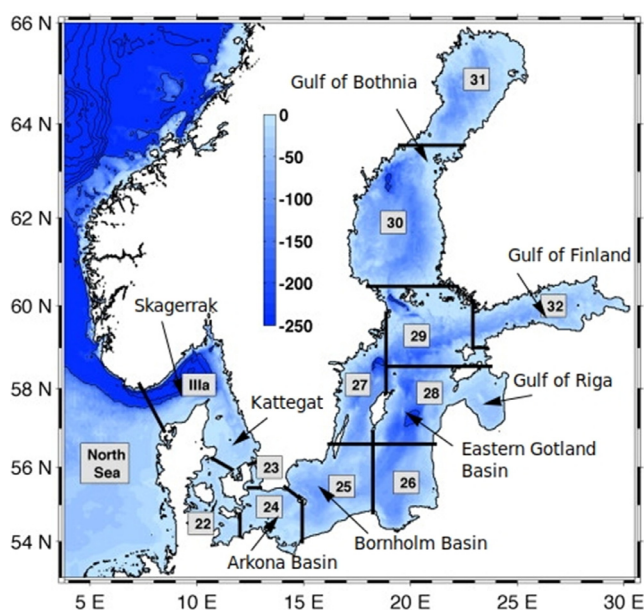 66 N
64 N
62 N
60 N
58 N
56 N
54 N
5 E
10 E
15 E
20 E
25 E
30 E
0
-50
-100
-150
-200
-250
Gulf of Bothnia
31
30
Gulf of Finland
32
Skagerrak
29
IIIa
27
28
Gulf of Riga
Kattegat
North
Sea
23
Eastern Gotland
Basin
25
26
24
22
Bornholm Basin
Arkona Basin